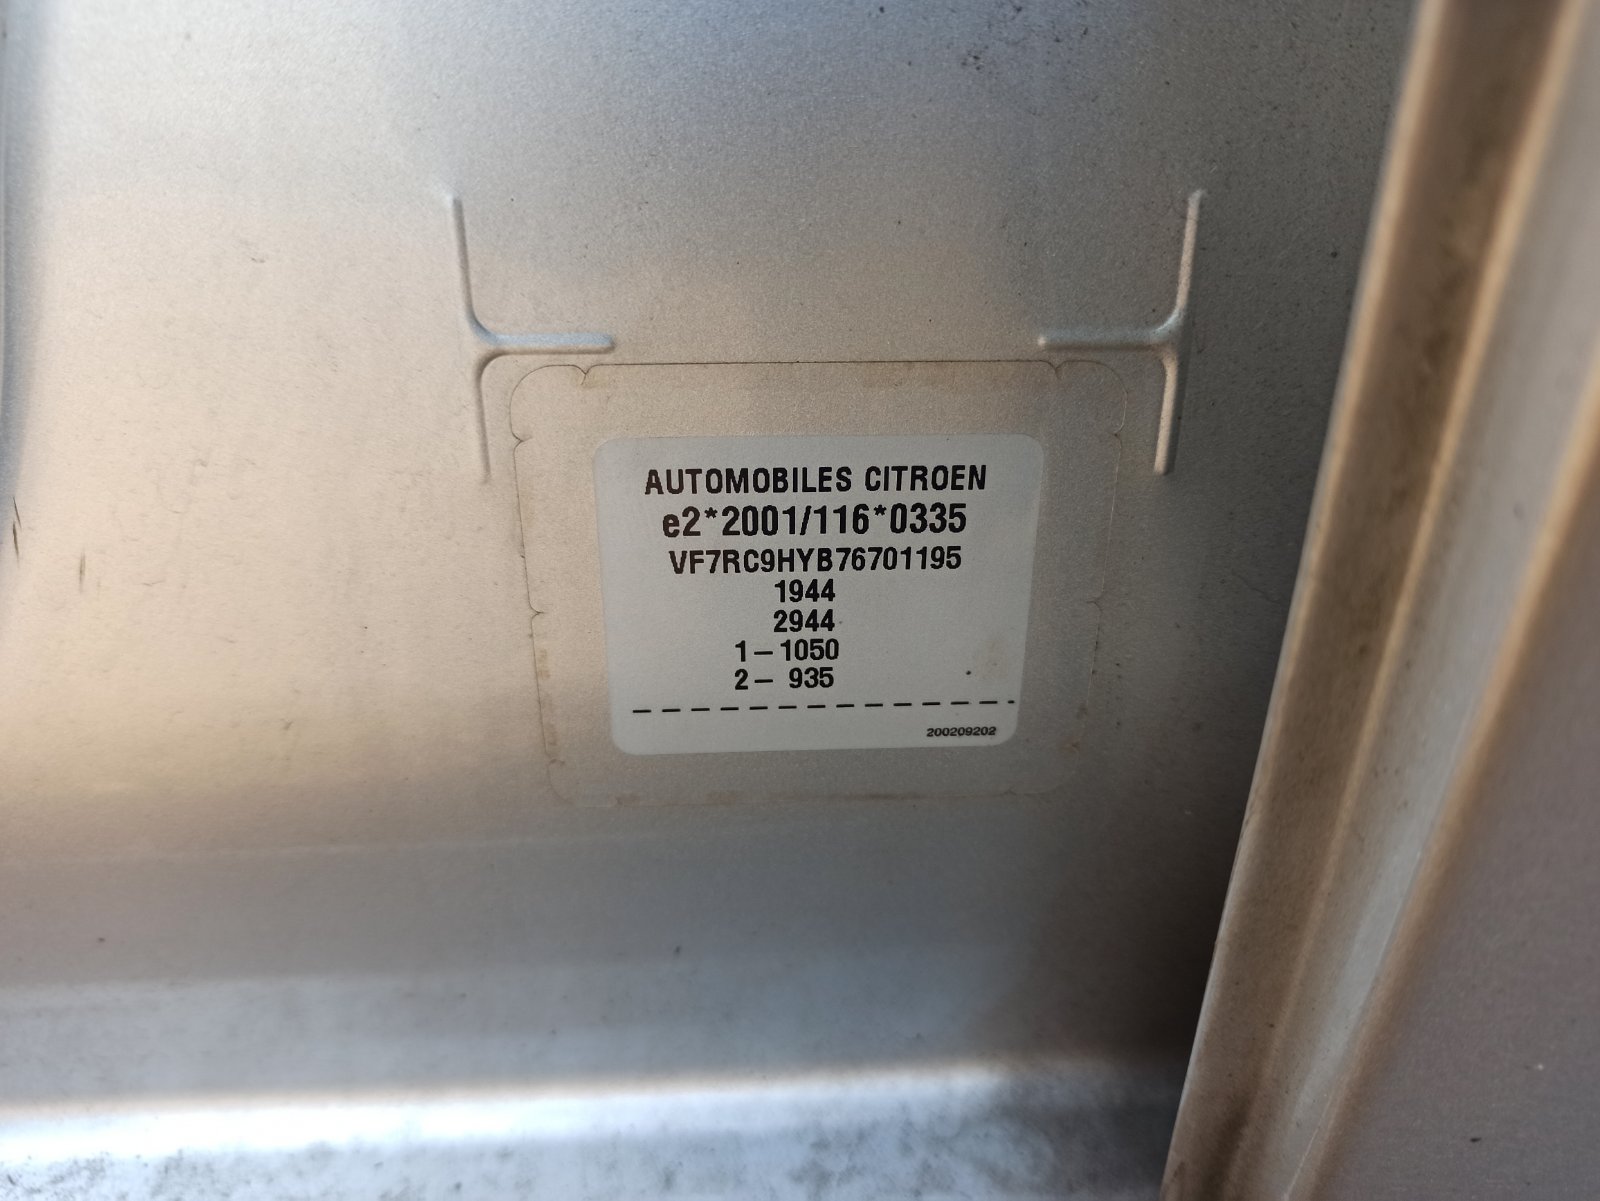 AUTOMOBILES CITROEN
e2*2001/116*0335
VF7RC9HYB76701195
1944
2944
1 – 1050
2 – 935
200209202